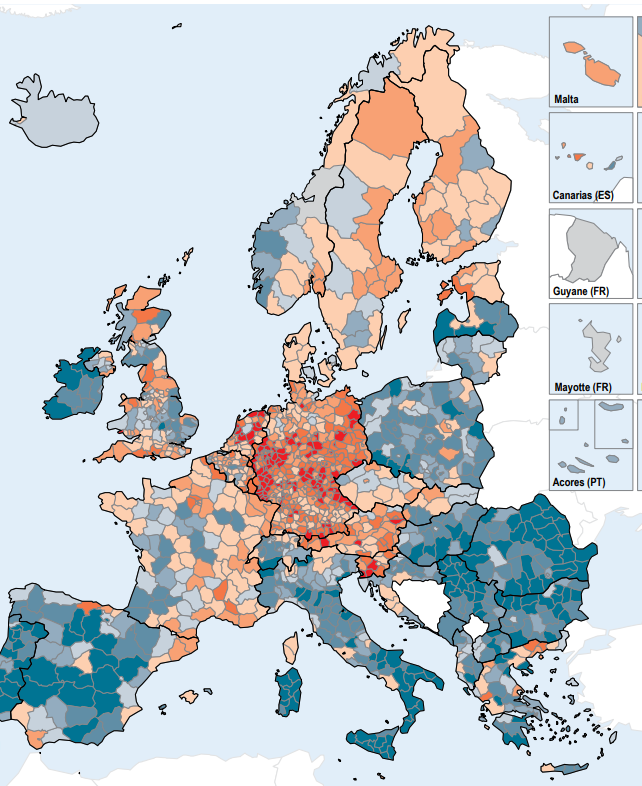 Malta
Canarias (ES)
Guyane (FR)
Mayotte (FR)
Acores (PT)